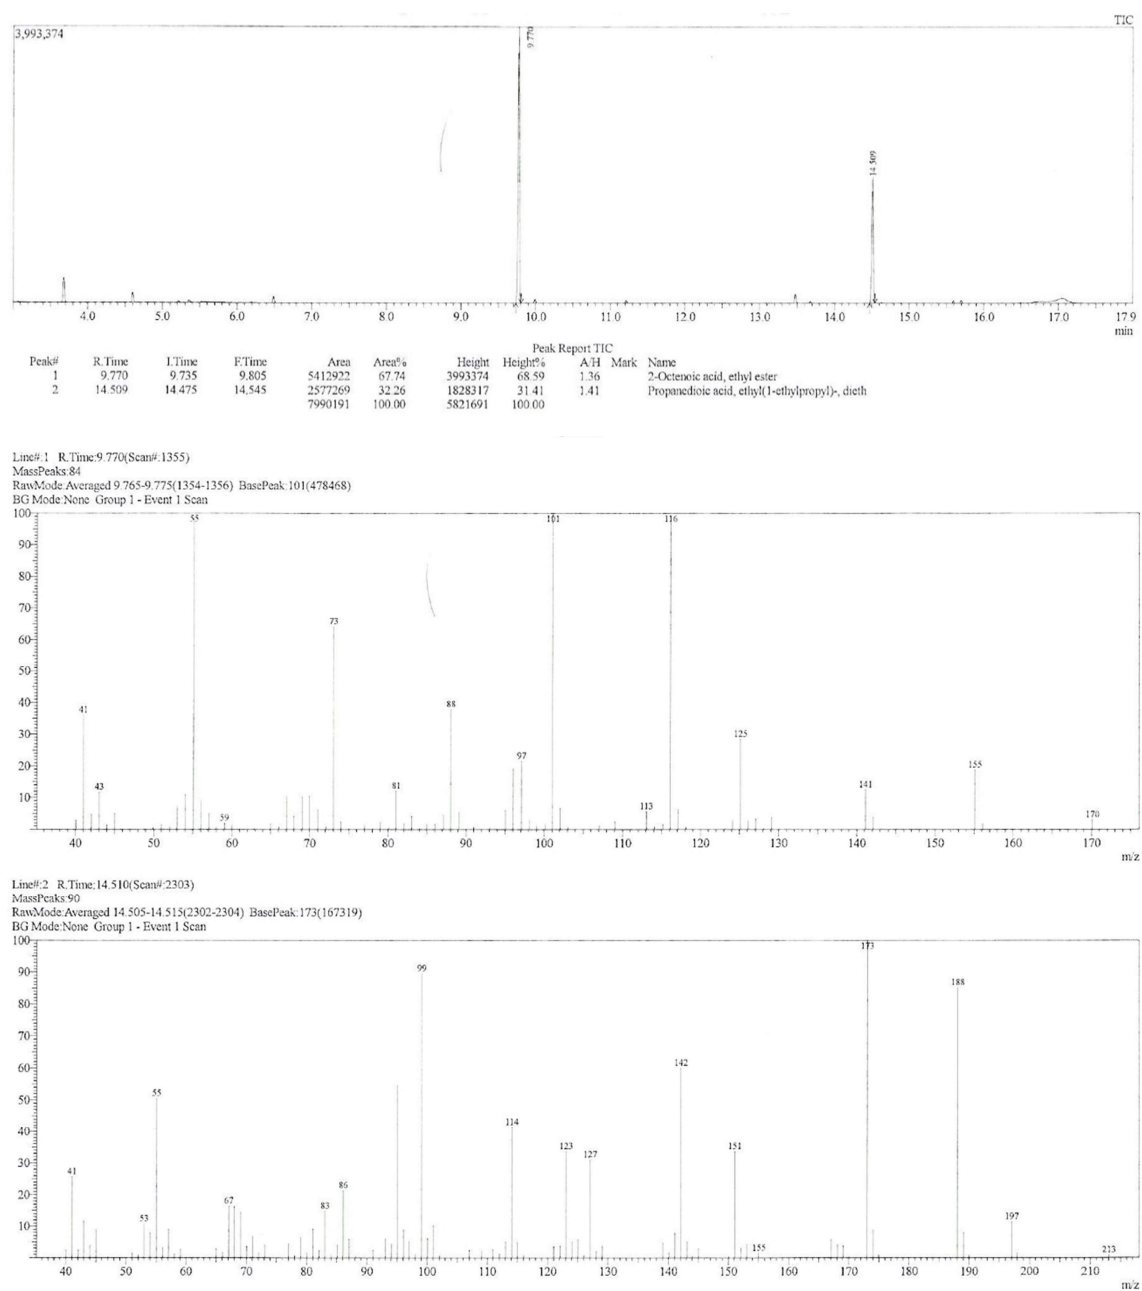 TIC
3,993,374
9.770
14.509
4.0 5.0 6.0 7.0 8.0 9.0 10.0 11.0 12.0 13.0 14.0 15.0 16.0 17.0 17.9
min
Peak Report TIC
Peak# R.Time I.Time F.Time Area Area% Height Height% A/H Mark Name
1 9.770 9.735 9.805 5412922 67.74 3993374 68.59 1.36 2-Octenoic acid, ethyl ester
2 14.509 14.475 14.545 2577269 32.26 1828317 31.41 1.41 Propanedioic acid, ethyl(1-ethylpropyl)-, dieth
7990191 100.00 5821691 100.00
Line#:1 R.Time:9.770(Scan#:1355)
MassPeaks:84
RawMode:Averaged 9.765-9.775(1354-1356) BasePeak:101(478468)
BG Mode:None Group 1 - Event 1 Scan
100
90
80
70
60
50
40
30
20
10
41 43 55 59 73 81 88 97 101 113 116 125 141 155 170
40 50 60 70 80 90 100 110 120 130 140 150 160 170
m/z
Line#:2 R.Time:14.510(Scan#:2303)
MassPeaks:90
RawMode:Averaged 14.505-14.515(2302-2304) BasePeak:173(167319)
BG Mode:None Group 1 - Event 1 Scan
100
90
80
70
60
50
40
30
20
10
41 53 55 67 83 86 99 114 123 127 142 151 155 173 188 197 213
40 50 60 70 80 90 100 110 120 130 140 150 160 170 180 190 200 210
m/z